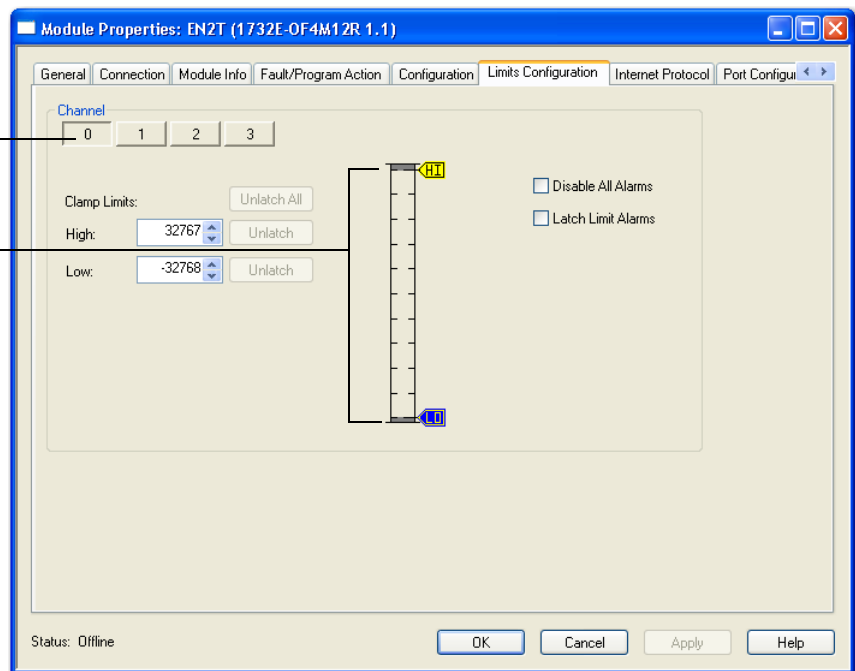 Module Properties: EN2T (1732E-OF4M12R 1.1)
General Connection Module Info Fault/Program Action Configuration Limits Configuration Internet Protocol Port Configu
Channel
0 1 2 3
HI
Disable All Alarms
Clamp Limits: Unlatch All
Latch Limit Alarms
High: 32767 Unlatch
Low: -32768 Unlatch
LO
Status: Offline OK Cancel Apply Help